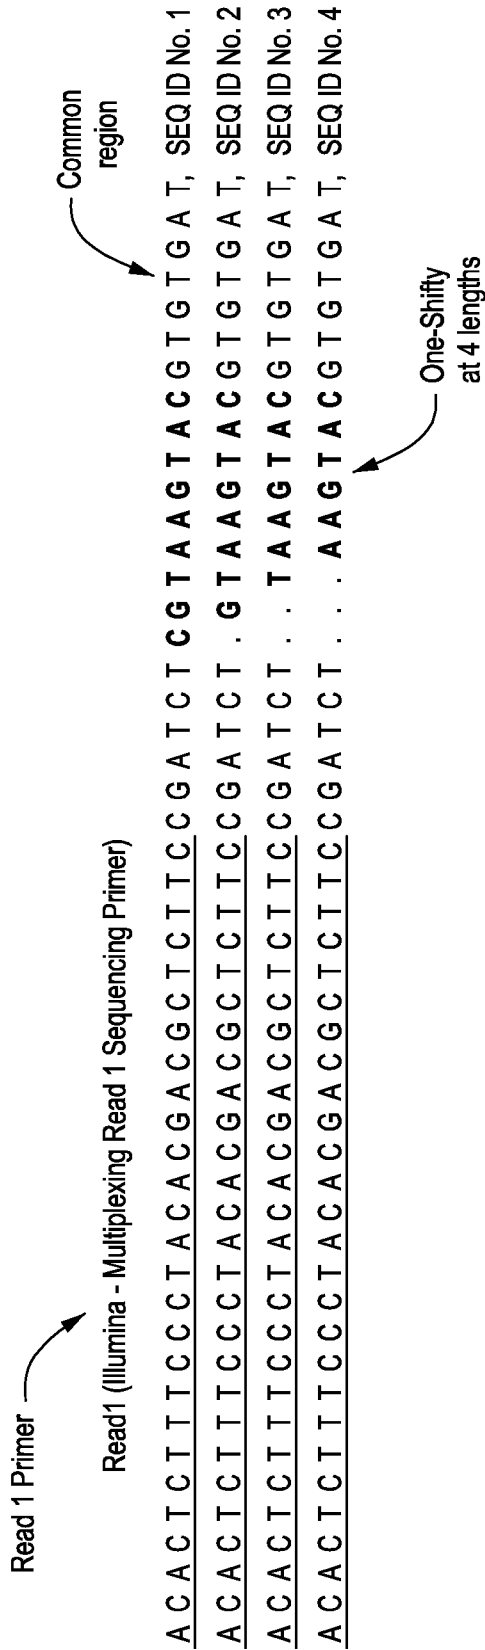 Read 1 Primer
Read1 (Illumina - Multiplexing Read 1 Sequencing Primer)
Common
region
A C A C T C T T T C C C T A C A C G A C G C T C T T C C G A T C T C G T A A G T A C G T G T G A T, SEQ ID No. 1
A C A C T C T T T C C C T A C A C G A C G C T C T T C C G A T C T . G T A A G T A C G T G T G A T, SEQ ID No. 2
A C A C T C T T T C C C T A C A C G A C G C T C T T C C G A T C T . . T A A G T A C G T G T G A T, SEQ ID No. 3
A C A C T C T T T C C C T A C A C G A C G C T C T T C C G A T C T . . . A A G T A C G T G T G A T, SEQ ID No. 4
One-Shifty
at 4 lengths